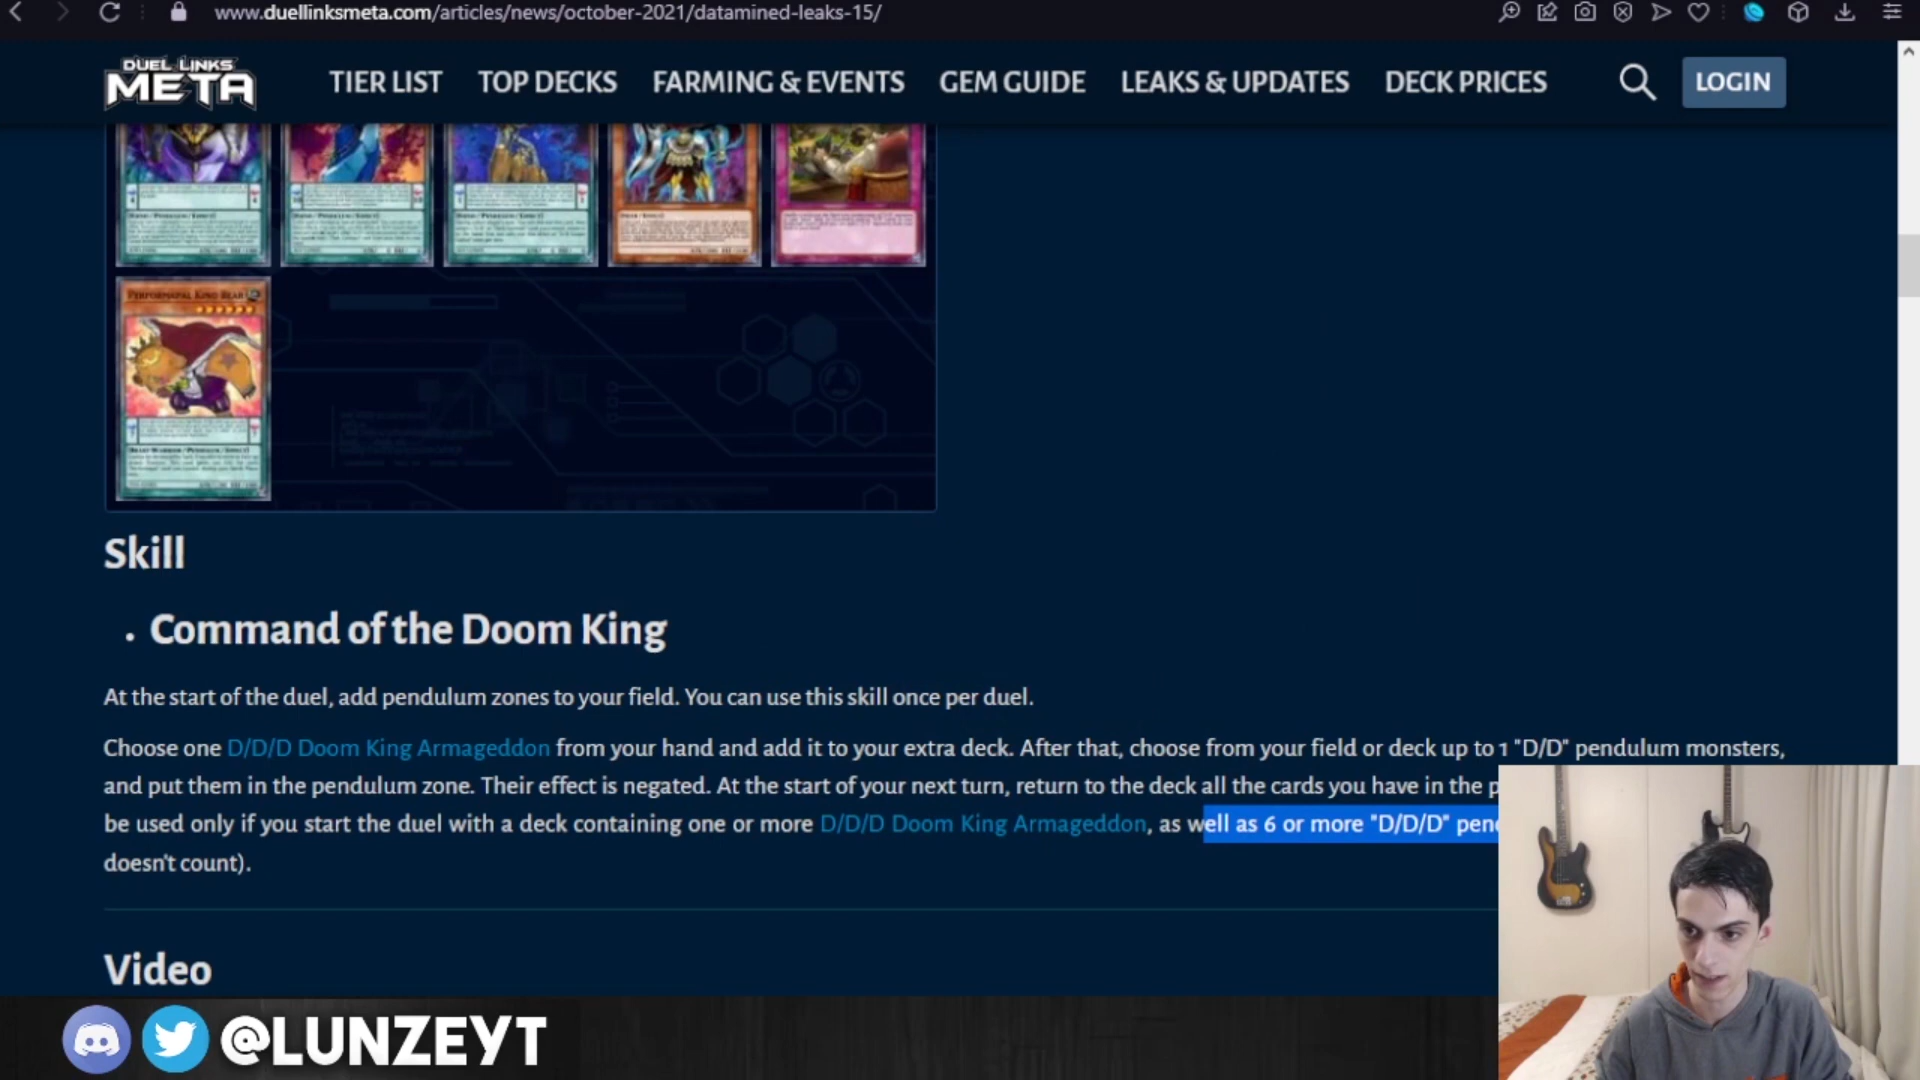 www.duellinksmeta.com/articles/news/october-2021/datamined-leaks-15/
DUEL LINKS
META
TIER LIST
TOP DECKS
FARMING & EVENTS
GEM GUIDE
LEAKS & UPDATES
DECK PRICES
LOGIN
PERFORMAPAL KING BEAR
Skill
• Command of the Doom King
At the start of the duel, add pendulum zones to your field. You can use this skill once per duel.
Choose one D/D/D Doom King Armageddon from your hand and add it to your extra deck. After that, choose from your field or deck up to 1 "D/D" pendulum monsters,
and put them in the pendulum zone. Their effect is negated. At the start of your next turn, return to the deck all the cards you have in the p
be used only if you start the duel with a deck containing one or more D/D/D Doom King Armageddon, as well as 6 or more "D/D/D" pen
doesn't count).
Video
@LUNZEYT